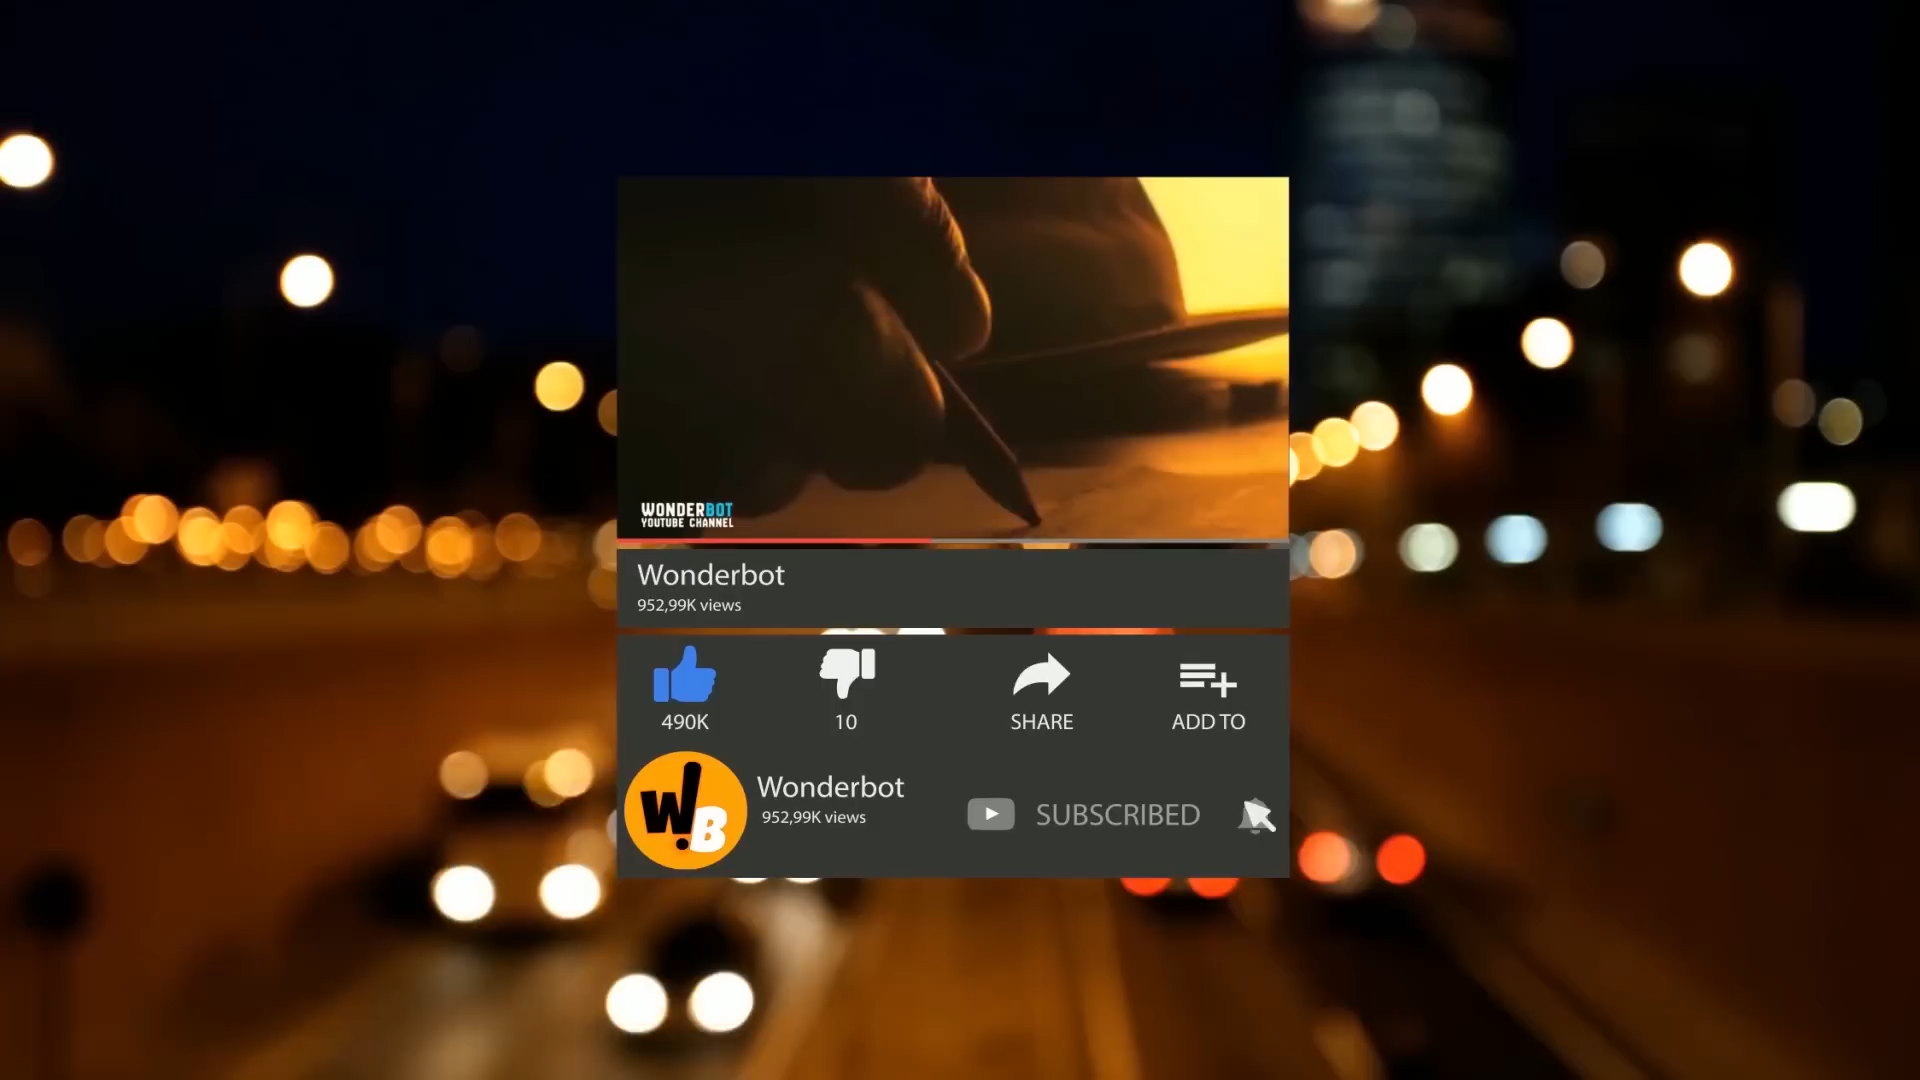 WONDERBOT
YOUTUBE CHANNEL
Wonderbot
952,99K views
490K
10
SHARE
ADD TO
W!B
Wonderbot
952,99K views
SUBSCRIBED